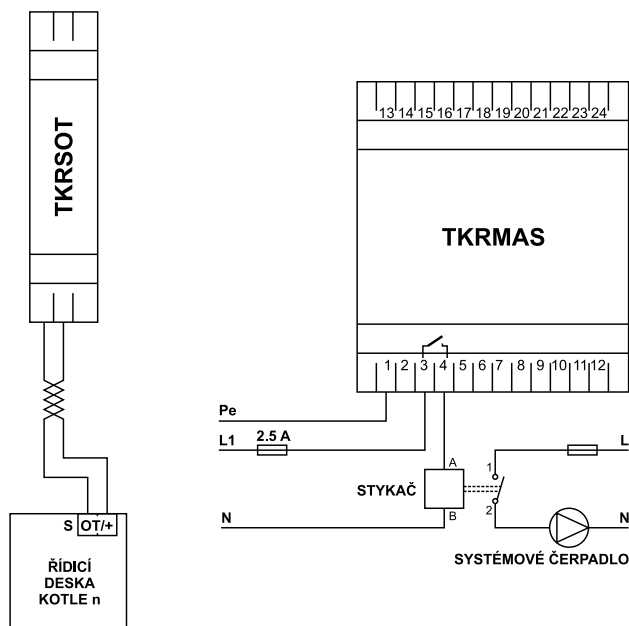 TKRSOT
S OT/+
ŘÍDICÍ
DESKA
KOTLE n
13 14 15 16 17 18 19 20 21 22 23 24
TKRMAS
1 2 3 4 5 6 7 8 9 10 11 12
Pe
L1 2.5 A
L
A
1
STYKAČ
B
2
N
N
SYSTÉMOVÉ ČERPADLO